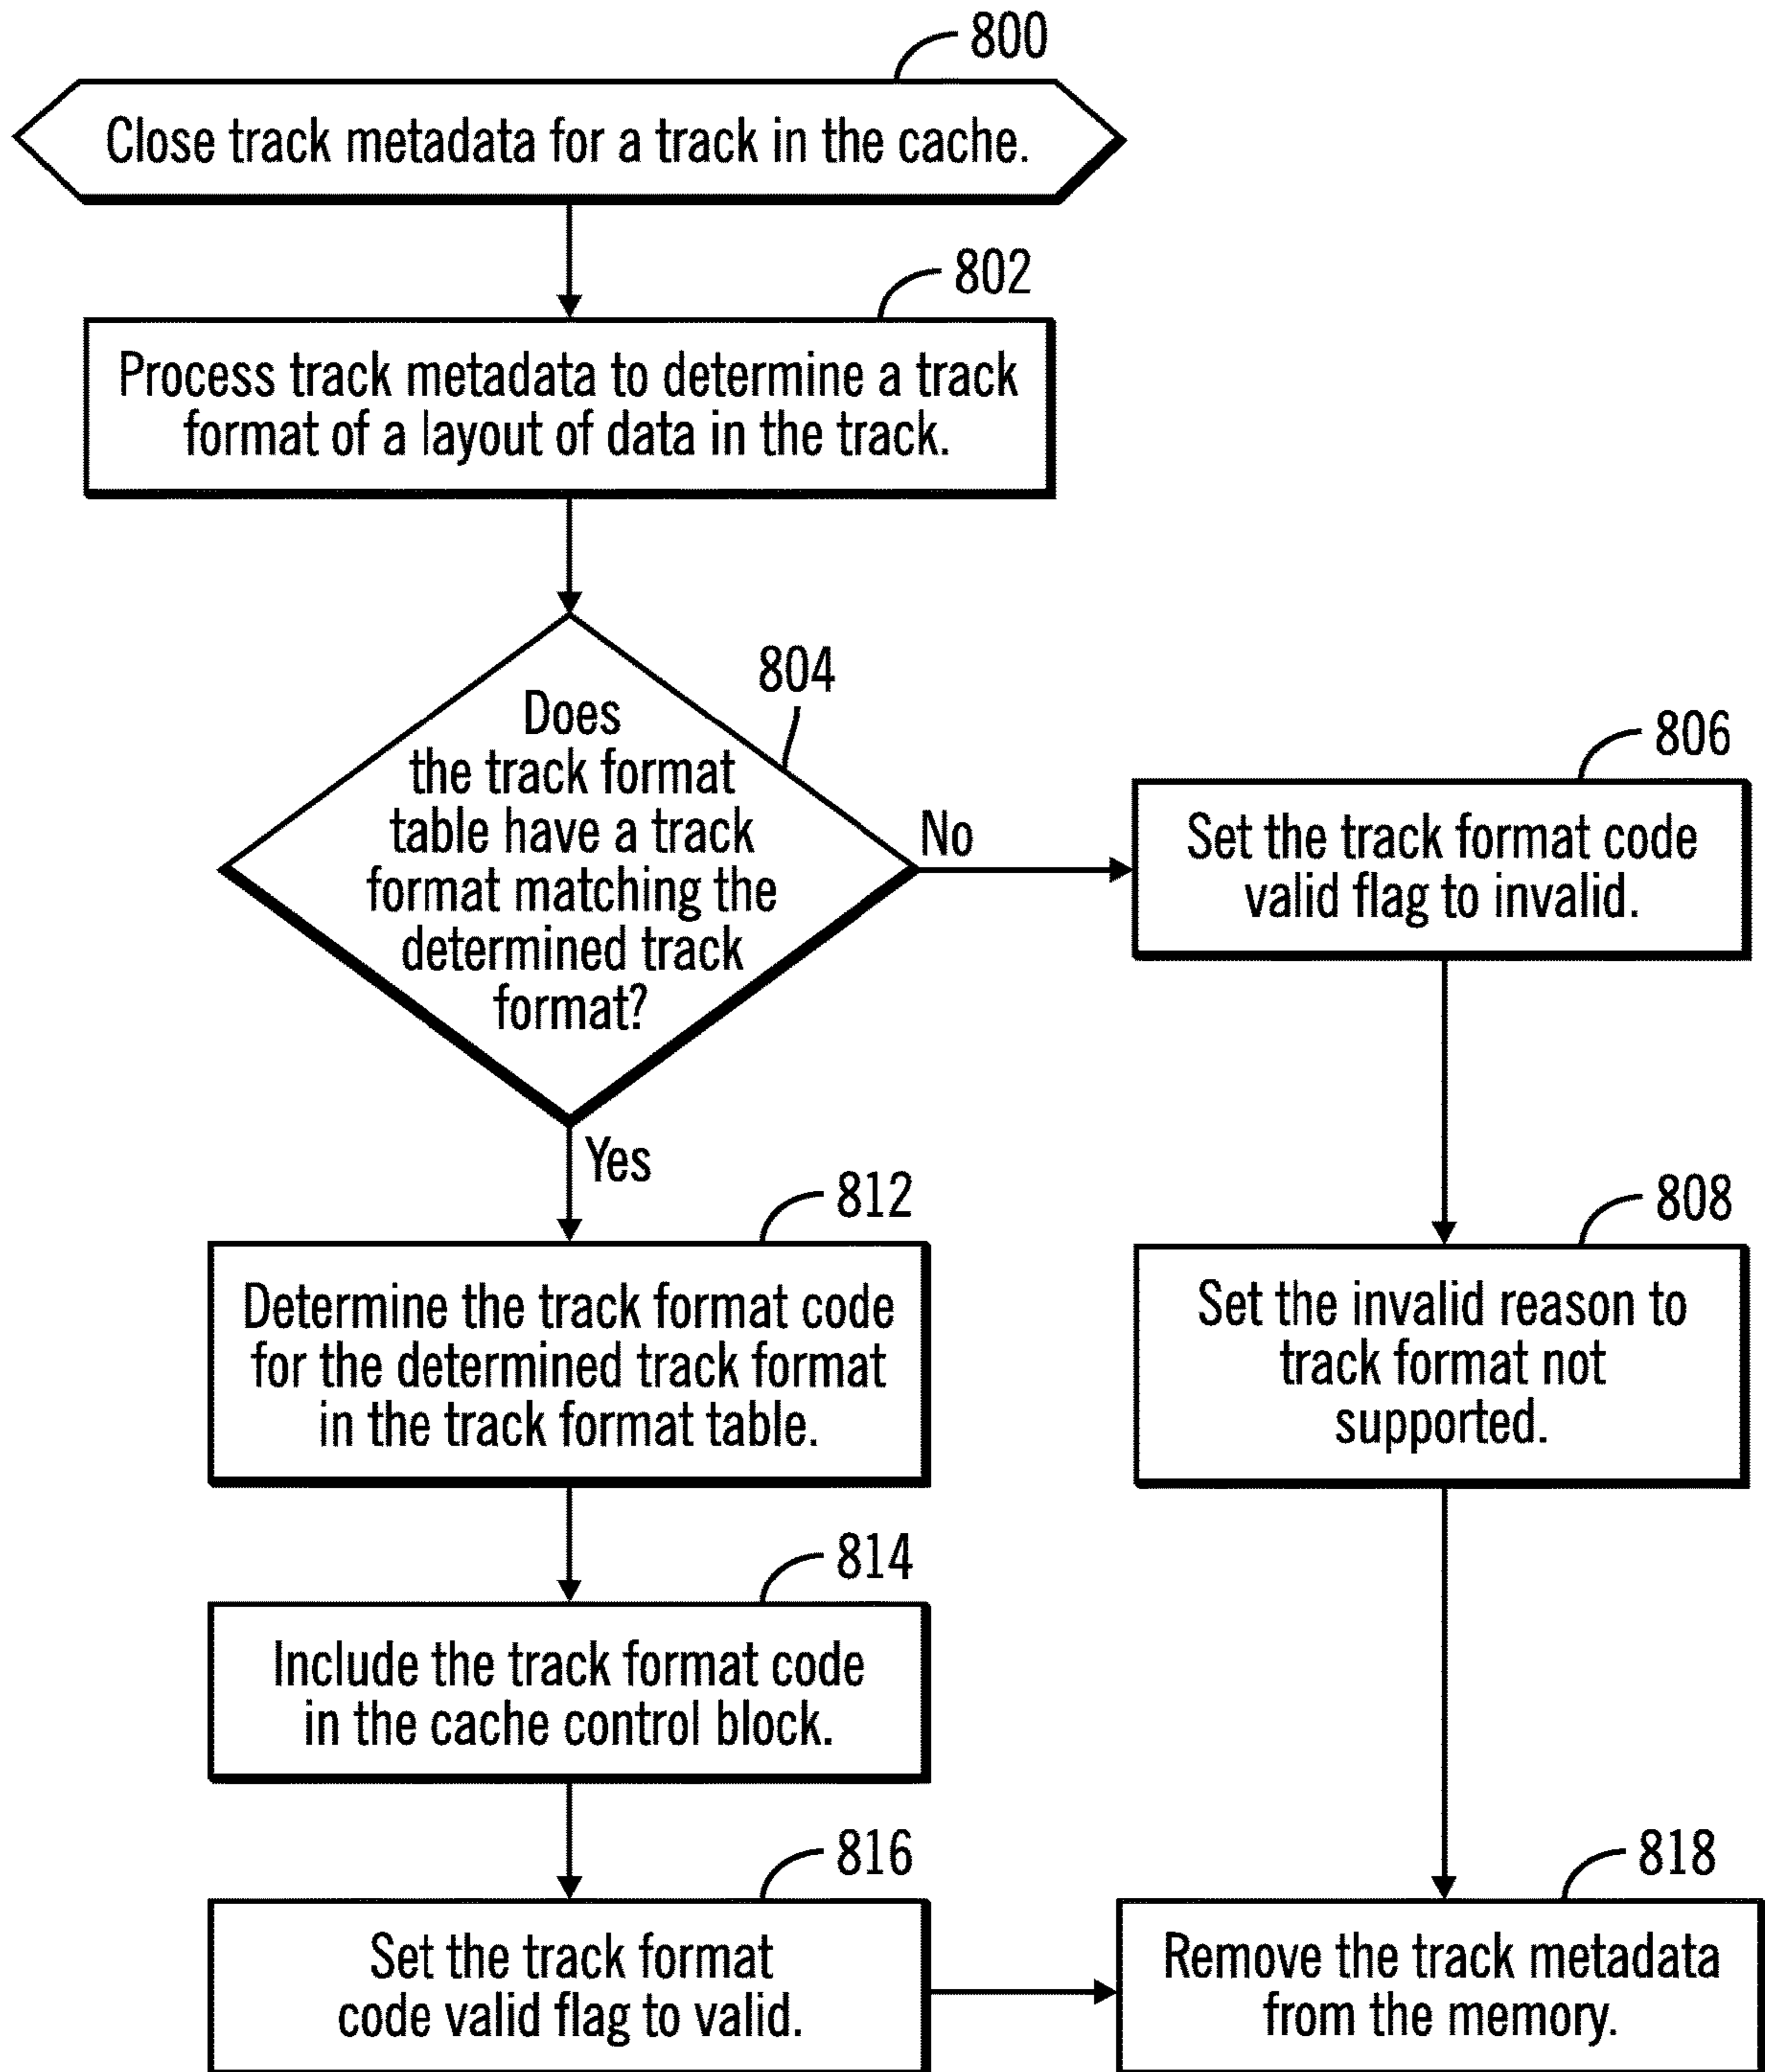 800
Close track metadata for a track in the cache.
802
Process track metadata to determine a track
format of a layout of data in the track.
804
Does
the track format
table have a track
format matching the
determined track
format?
No
806
Set the track format code
valid flag to invalid.
Yes
808
Set the invalid reason to
track format not
supported.
812
Determine the track format code
for the determined track format
in the track format table.
814
Include the track format code
in the cache control block.
816
Set the track format
code valid flag to valid.
818
Remove the track metadata
from the memory.